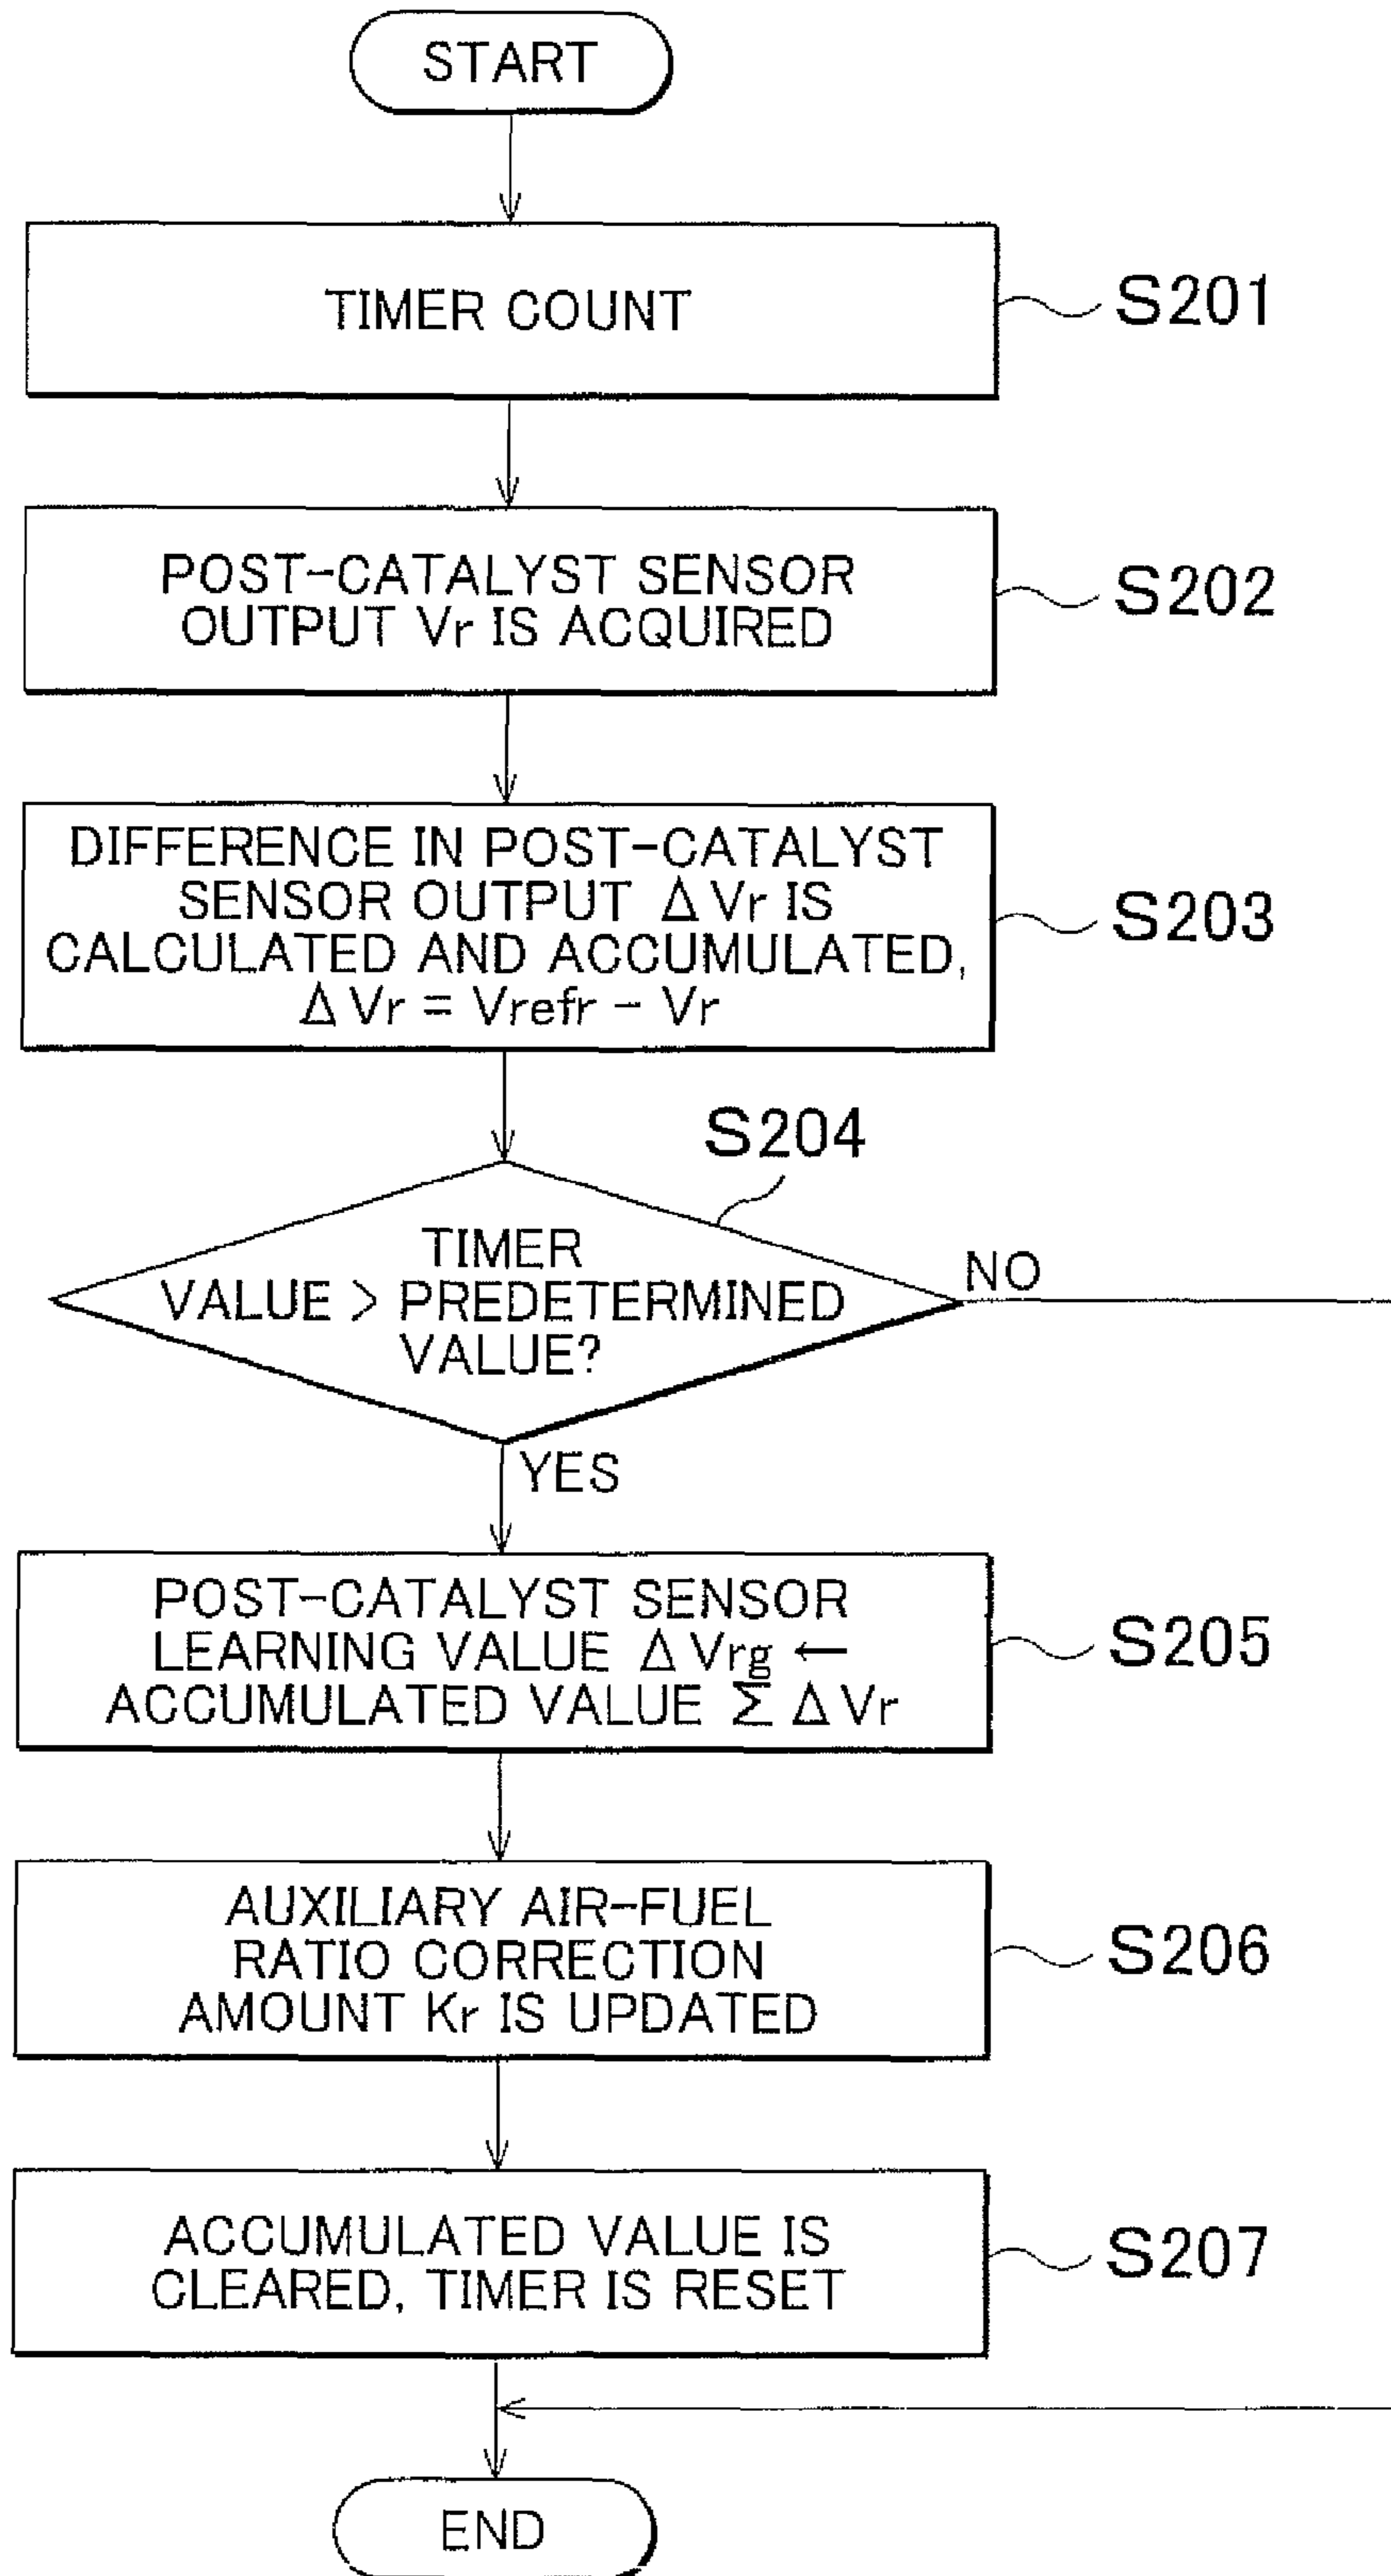 START
TIMER COUNT
S201
POST-CATALYST SENSOR
OUTPUT Vr IS ACQUIRED
S202
DIFFERENCE IN POST-CATALYST
SENSOR OUTPUT ΔVr IS
CALCULATED AND ACCUMULATED,
ΔVr = Vrefr - Vr
S203
S204
TIMER
VALUE > PREDETERMINED
VALUE?
NO
YES
POST-CATALYST SENSOR
LEARNING VALUE ΔVrg ←
ACCUMULATED VALUE Σ ΔVr
S205
AUXILIARY AIR-FUEL
RATIO CORRECTION
AMOUNT Kr IS UPDATED
S206
ACCUMULATED VALUE IS
CLEARED, TIMER IS RESET
S207
END